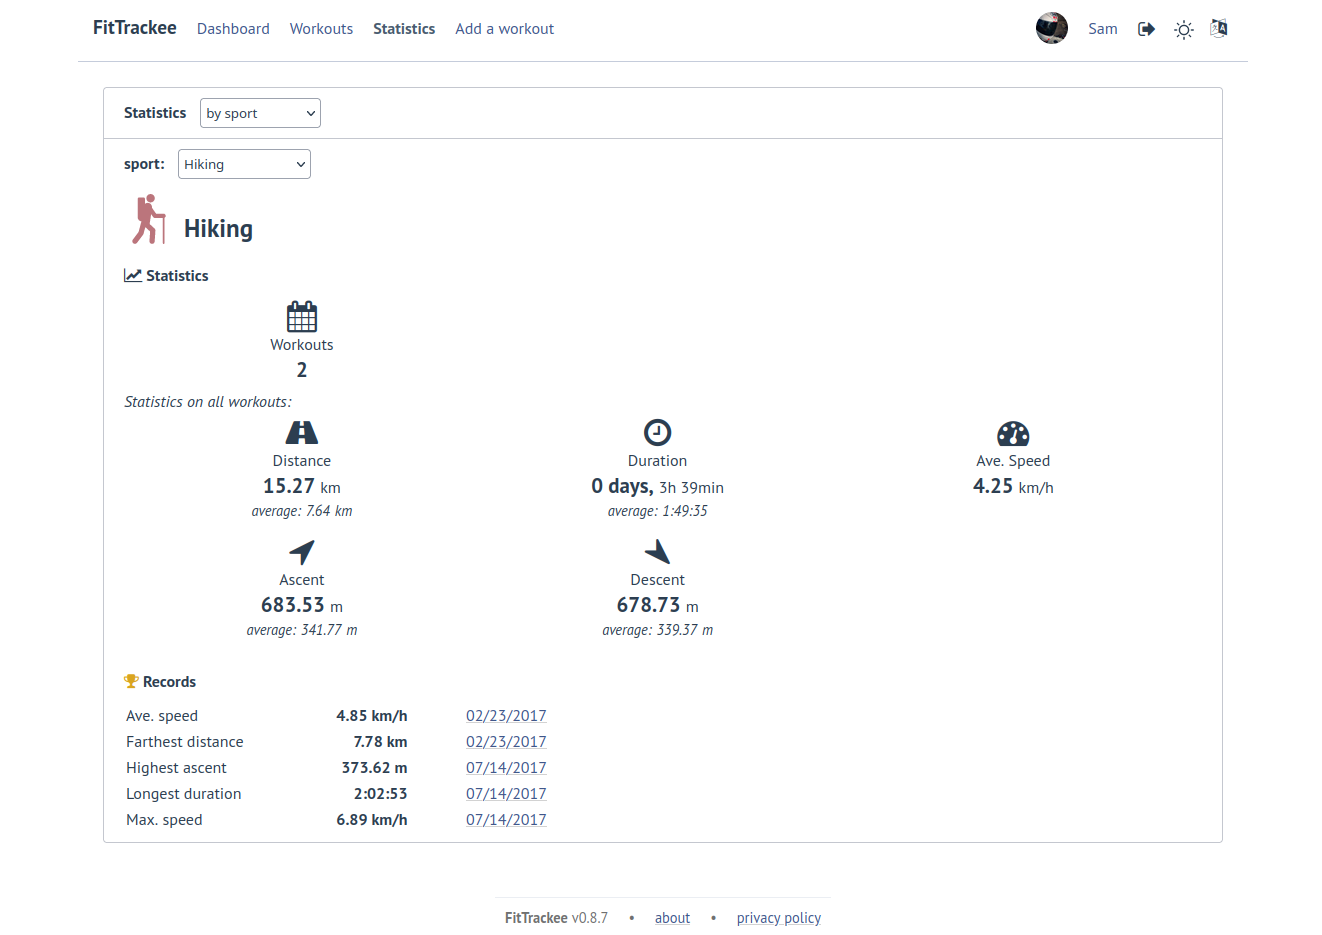 FitTrackee Dashboard Workouts Statistics Add a workout Sam
Statistics by sport
sport: Hiking
Hiking
Statistics
Workouts
2
Statistics on all workouts:
Distance Duration Ave. Speed
15.27 km 0 days, 3h 39min 4.25 km/h
average: 7.64 km average: 1:49:35
Ascent Descent
683.53 m 678.73 m
average: 341.77 m average: 339.37 m
Records
Ave. speed 4.85 km/h 02/23/2017
Farthest distance 7.78 km 02/23/2017
Highest ascent 373.62 m 07/14/2017
Longest duration 2:02:53 07/14/2017
Max. speed 6.89 km/h 07/14/2017
FitTrackee v0.8.7 • about • privacy policy